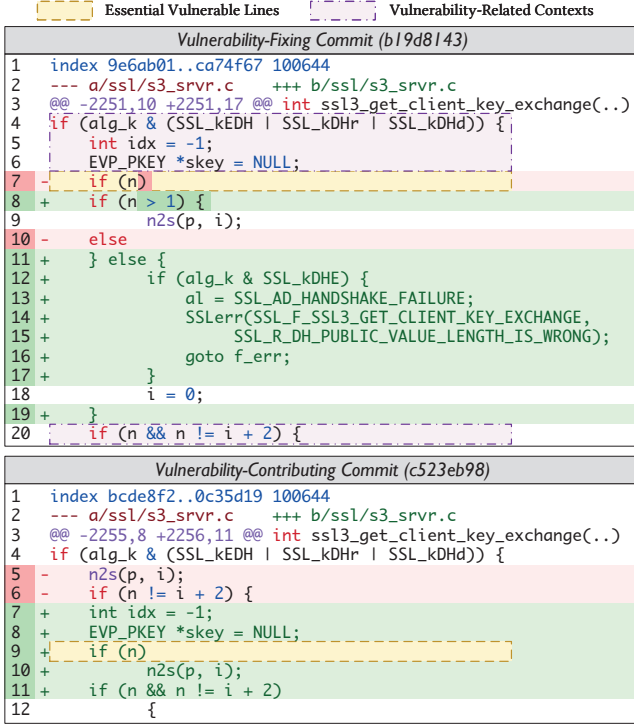 Essential Vulnerable Lines Vulnerability-Related Contexts
Vulnerability-Fixing Commit (b19d8143)
1 index 9e6ab01..ca74f67 100644
2 --- a/ssl/s3_srvr.c +++ b/ssl/s3_srvr.c
3 @@ -2251,10 +2251,17 @@ int ssl3_get_client_key_exchange(..)
4 if (alg_k & (SSL_kEDH | SSL_kDHr | SSL_kDHd)) {
5 int idx = -1;
6 EVP_PKEY *skey = NULL;
7 - if (n)
8 + if (n > 1) {
9 n2s(p, i);
10 - else
11 + } else {
12 + if (alg_k & SSL_kDHE) {
13 + al = SSL_AD_HANDSHAKE_FAILURE;
14 + SSLerr(SSL_F_SSL3_GET_CLIENT_KEY_EXCHANGE,
15 + SSL_R_DH_PUBLIC_VALUE_LENGTH_IS_WRONG);
16 + goto f_err;
17 + }
18 i = 0;
19 + }
20 if (n && n != i + 2) {
Vulnerability-Contributing Commit (c523eb98)
1 index bcde8f2..0c35d19 100644
2 --- a/ssl/s3_srvr.c +++ b/ssl/s3_srvr.c
3 @@ -2255,8 +2256,11 @@ int ssl3_get_client_key_exchange(..)
4 if (alg_k & (SSL_kEDH | SSL_kDHr | SSL_kDHd)) {
5 - n2s(p, i);
6 - if (n != i + 2) {
7 + int idx = -1;
8 + EVP_PKEY *skey = NULL;
9 + if (n)
10 + n2s(p, i);
11 + if (n && n != i + 2)
12 {